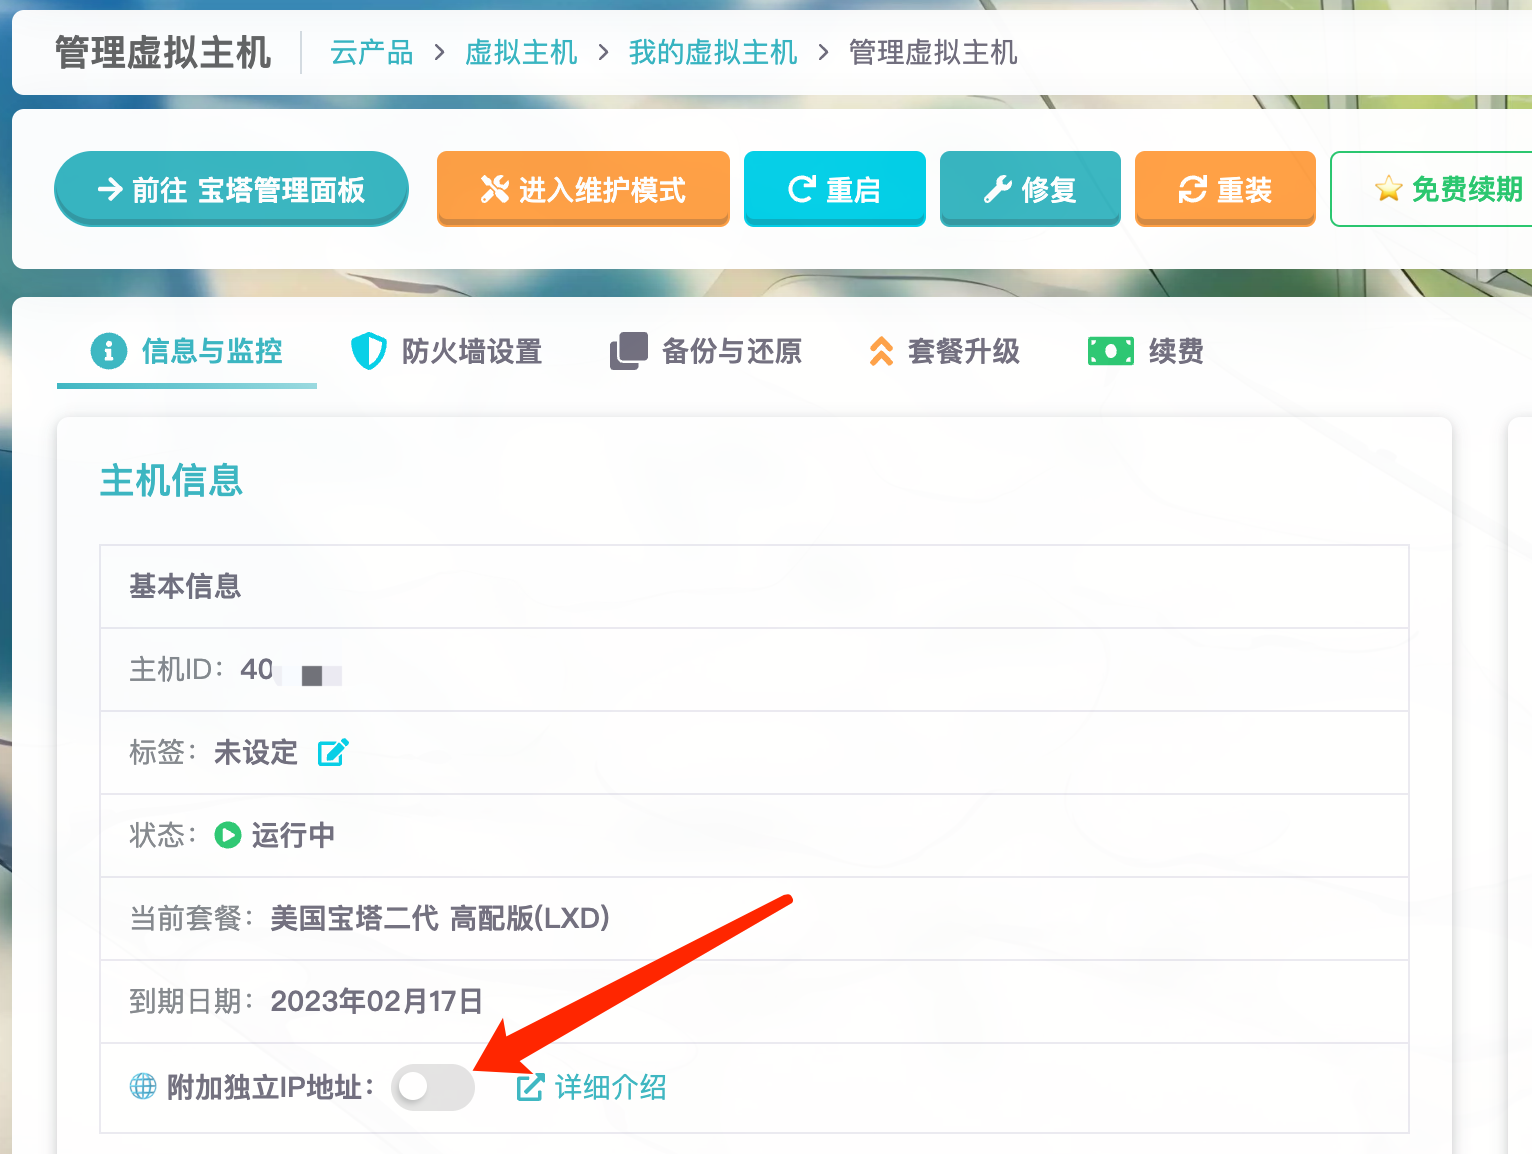 管理虚拟主机 云产品 > 虚拟主机 > 我的虚拟主机 > 管理虚拟主机
前往 宝塔管理面板 进入维护模式 重启 修复 重装 免费续期
信息与监控 防火墙设置 备份与还原 套餐升级 续费
主机信息
基本信息
主机ID：40
标签：未设定
状态：运行中
当前套餐：美国宝塔二代 高配版(LXD)
到期日期：2023年02月17日
附加独立IP地址： 详细介绍